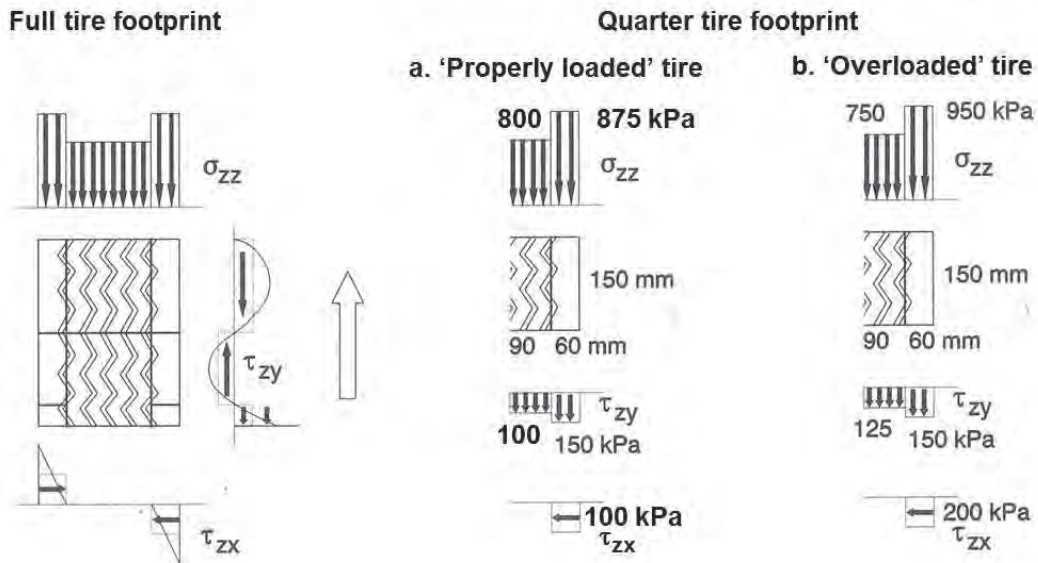 Full tire footprint
Quarter tire footprint
a. 'Properly loaded' tire
b. 'Overloaded' tire
800 875 kPa
750 950 kPa
σzz
σzz
σzz
150 mm
150 mm
90 60 mm
90 60 mm
τzy
τzy
τzy
100 150 kPa
125 150 kPa
100 kPa
200 kPa
τzx
τzx
τzx